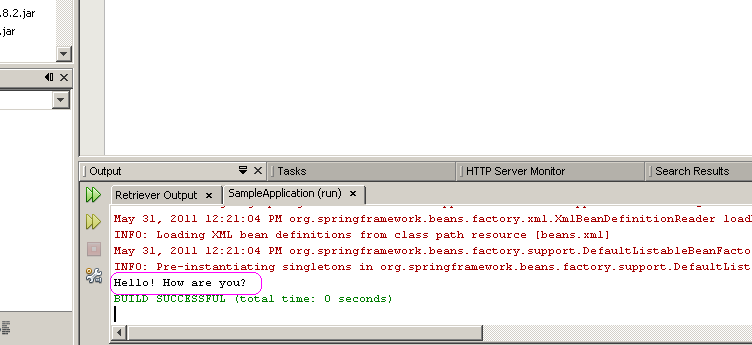 .8.2.jar
.jar
Output
Tasks
HTTP Server Monitor
Search Results
Retriever Output
SampleApplication (run)
May 31, 2011 12:21:04 PM org.springframework.beans.factory.xml.XmlBeanDefinitionReader load
INFO: Loading XML bean definitions from class path resource [beans.xml]
May 31, 2011 12:21:04 PM org.springframework.beans.factory.support.DefaultListableBeanFacto
INFO: Pre-instantiating singletons in org.springframework.beans.factory.support.DefaultList
Hello! How are you?
BUILD SUCCESSFUL (total time: 0 seconds)